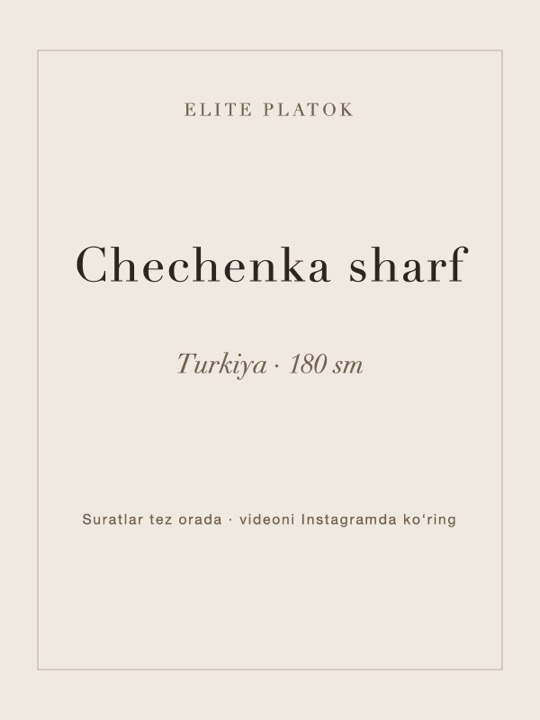 ELITE PLATOK
Chechenka sharf
Turkiya · 180 sm
Suratlar tez orada · videoni Instagramda ko‘ring